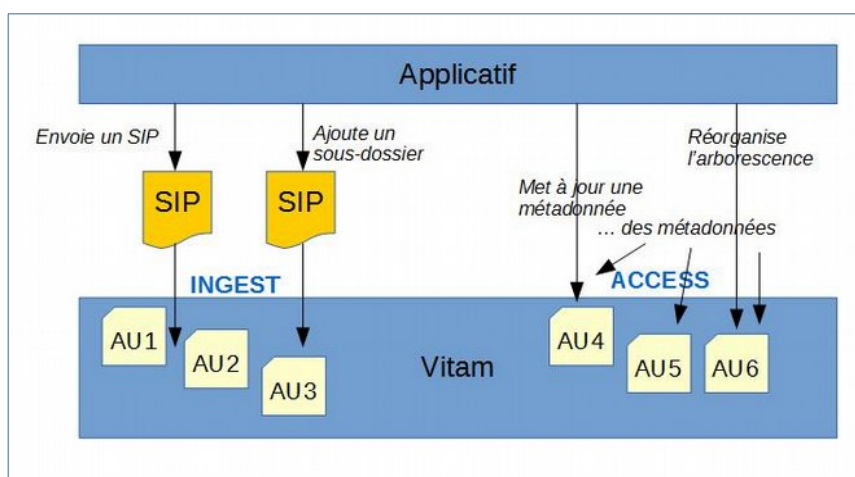 Applicatif
Envoie un SIP
Ajoute un
sous-dossier
Réorganise
l'arborescence
SIP
SIP
Met à jour une
métadonnée
... des métadonnées
INGEST
ACCESS
AU1
AU2
AU3
Vitam
AU4
AU5
AU6